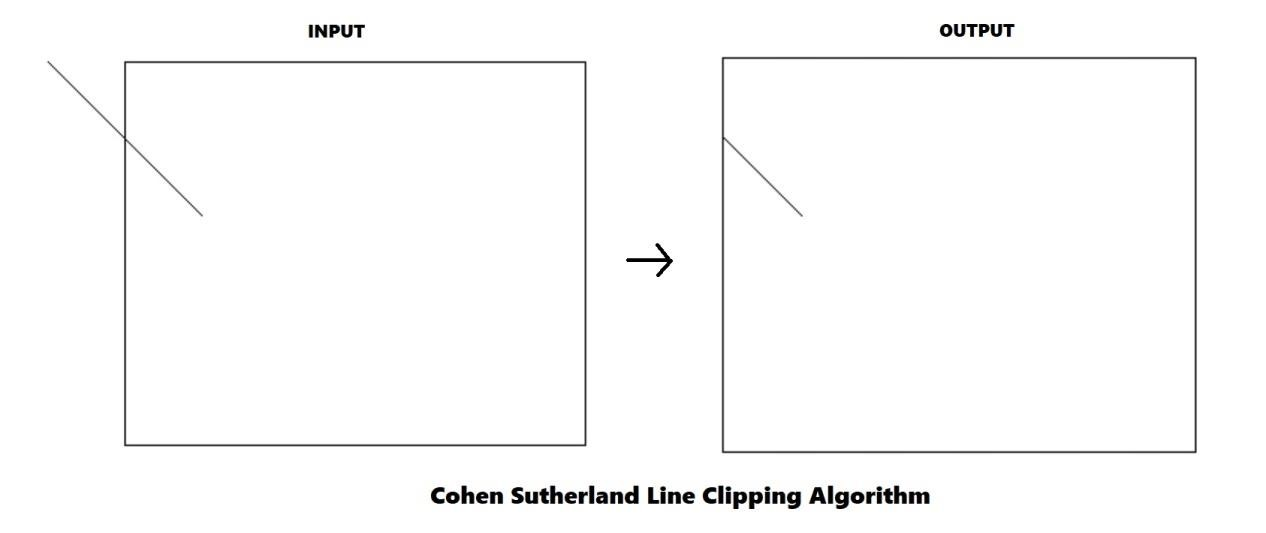 INPUT
OUTPUT
Cohen Sutherland Line Clipping Algorithm